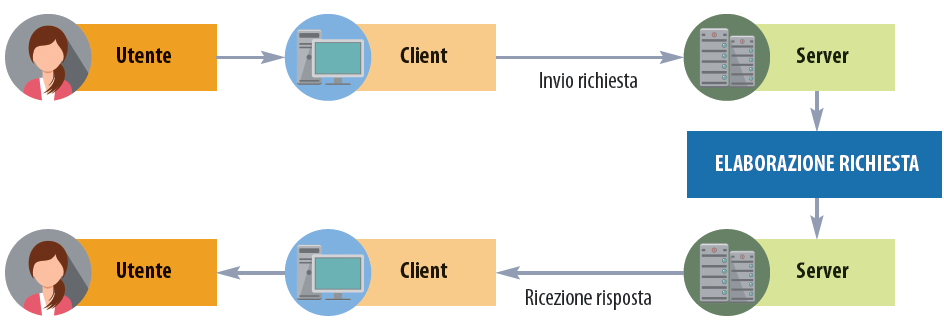 Utente
Client
Server
Invio richiesta
ELABORAZIONE RICHIESTA
Utente
Client
Server
Ricezione risposta